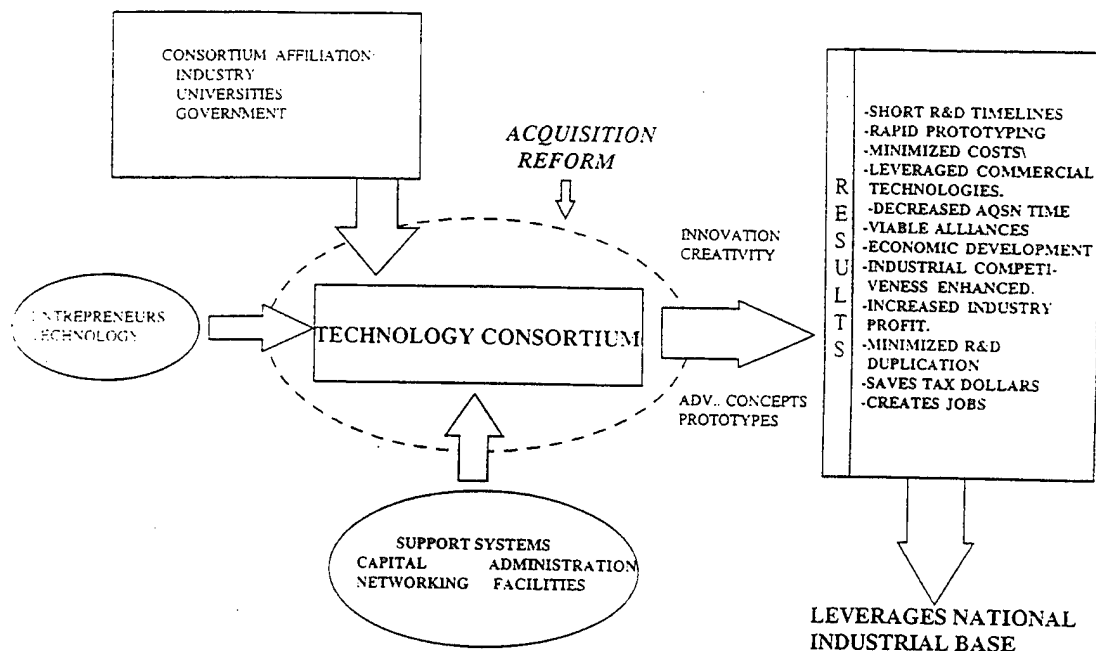 CONSORTIUM AFFILIATION
INDUSTRY
UNIVERSITIES
GOVERNMENT
ACQUISITION
REFORM
ENTREPRENEURS
TECHNOLOGY
TECHNOLOGY CONSORTIUM
INNOVATION
CREATIVITY
ADV.. CONCEPTS
PROTOTYPES
SUPPORT SYSTEMS
CAPITAL ADMINISTRATION
NETWORKING FACILITIES
RESULTS
-SHORT R&D TIMELINES
-RAPID PROTOTYPING
-MINIMIZED COSTS\
-LEVERAGED COMMERCIAL
TECHNOLOGIES.
-DECREASED AQSN TIME
-VIABLE ALLIANCES
-ECONOMIC DEVELOPMENT
-INDUSTRIAL COMPETI-
VENESS ENHANCED.
-INCREASED INDUSTRY
PROFIT.
-MINIMIZED R&D
DUPLICATION
-SAVES TAX DOLLARS
-CREATES JOBS
LEVERAGES NATIONAL
INDUSTRIAL BASE